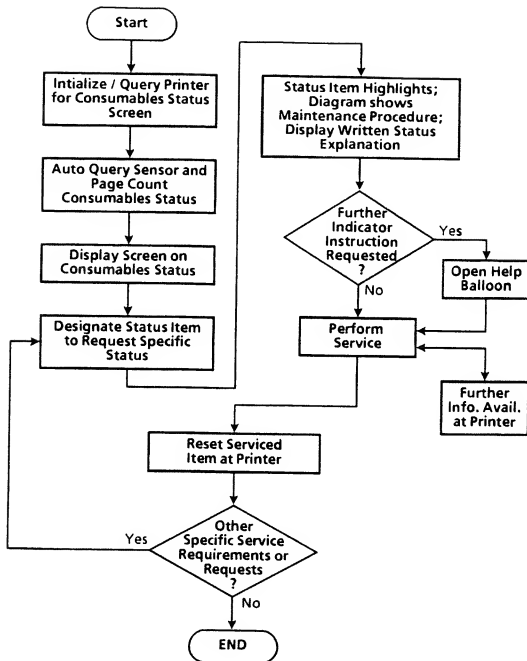 Start
Intialize / Query Printer
for Consumables Status
Screen
Auto Query Sensor and
Page Count
Consumables Status
Display Screen on
Consumables Status
Designate Status Item
to Request Specific
Status
Status Item Highlights;
Diagram shows
Maintenance Procedure;
Display Written Status
Explanation
Further
Indicator
Instruction
Requested
?
Yes
No
Open Help
Balloon
Perform
Service
Further
Info. Avail.
at Printer
Reset Serviced
Item at Printer
Other
Specific Service
Requirements or
Requests
?
Yes
No
END